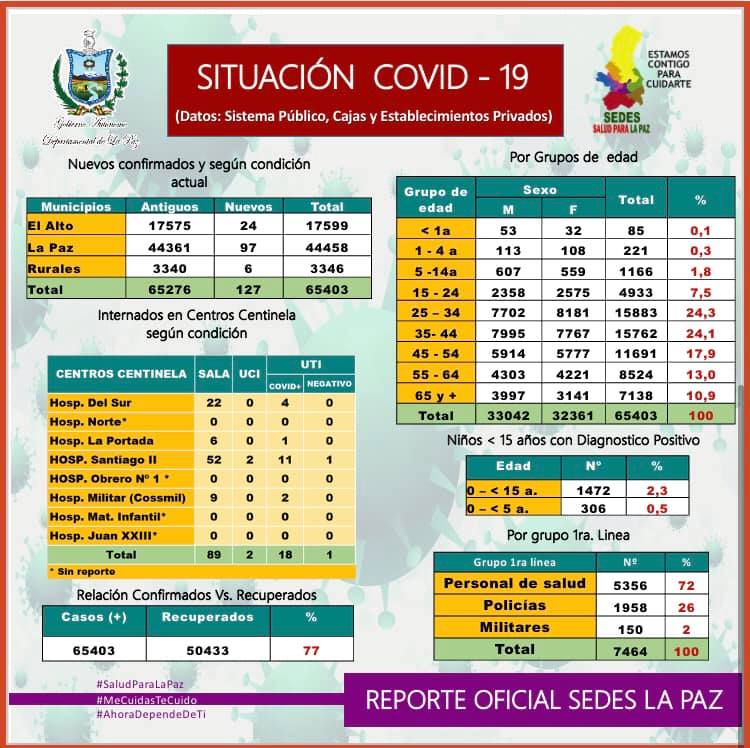 SITUACIÓN COVID - 19
(Datos: Sistema Público, Cajas y Establecimientos Privados)
Gobierno Autónomo
Departamental de La Paz
ESTAMOS
CONTIGO
PARA
CUIDARTE
SEDES
SALUD PARA LA PAZ
Nuevos confirmados y según condición
actual
Municipios Antiguos Nuevos Total
El Alto 17575 24 17599
La Paz 44361 97 44458
Rurales 3340 6 3346
Total 65276 127 65403
Internados en Centros Centinela
según condición
CENTROS CENTINELA SALA UCI UTI
COVID+ NEGATIVO
Hosp. Del Sur 22 0 4 0
Hosp. Norte* 0 0 0 0
Hosp. La Portada 6 0 1 0
HOSP. Santiago II 52 2 11 1
HOSP. Obrero Nº 1 * 0 0 0 0
Hosp. Militar (Cossmil) 9 0 2 0
Hosp. Mat. Infantil* 0 0 0 0
Hosp. Juan XXIII* 0 0 0 0
Total 89 2 18 1
* Sin reporte
Relación Confirmados Vs. Recuperados
Casos (+) Recuperados %
65403 50433 77
Por Grupos de edad
Grupo de edad Sexo Total %
M F
< 1a 53 32 85 0,1
1 - 4 a 113 108 221 0,3
5 -14a 607 559 1166 1,8
15 - 24 2358 2575 4933 7,5
25 – 34 7702 8181 15883 24,3
35- 44 7995 7767 15762 24,1
45 - 54 5914 5777 11691 17,9
55 - 64 4303 4221 8524 13,0
65 y + 3997 3141 7138 10,9
Total 33042 32361 65403 100
Niños < 15 años con Diagnostico Positivo
Edad Nº %
0 – < 15 a. 1472 2,3
0 – < 5 a. 306 0,5
Por grupo 1ra. Linea
Grupo 1ra línea Nº %
Personal de salud 5356 72
Policías 1958 26
Militares 150 2
Total 7464 100
#SaludParaLaPaz
#MeCuidasTeCuido
#AhoraDependeDeTi
REPORTE OFICIAL SEDES LA PAZ